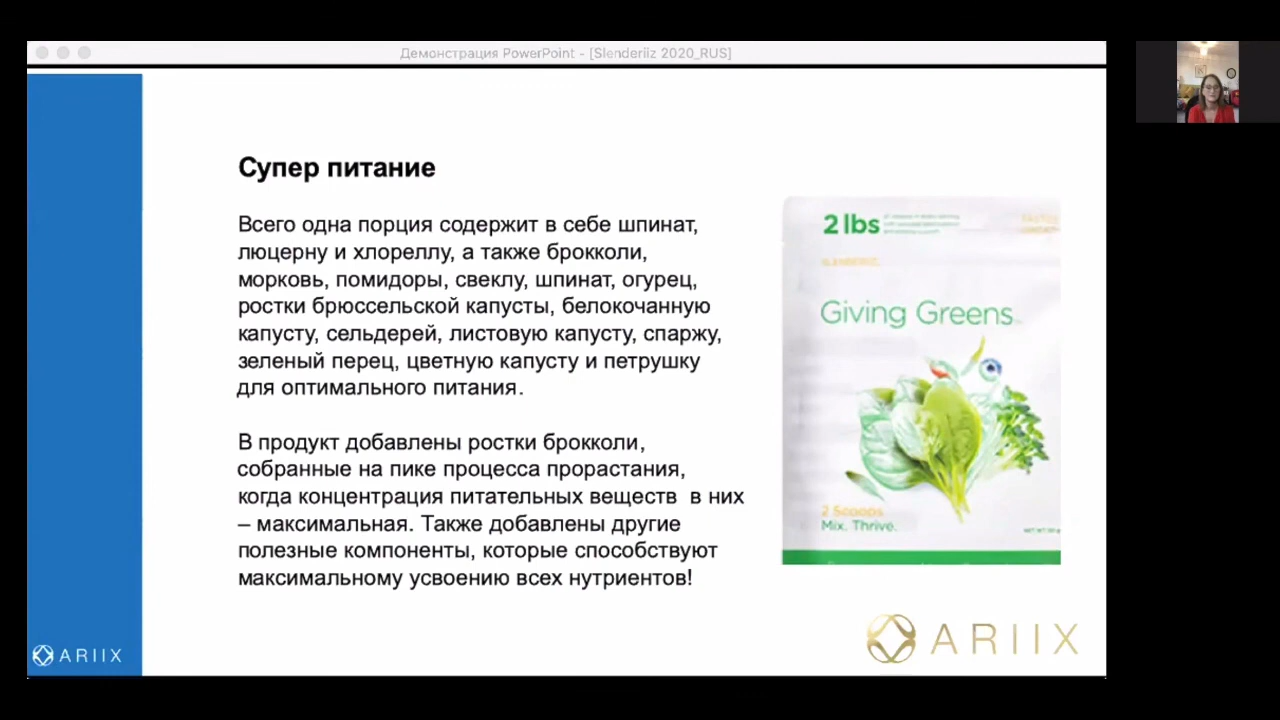 Демонстрация PowerPoint - [Slenderiiz 2020_RUS]
Супер питание
Всего одна порция содержит в себе шпинат,
люцерну и хлореллу, а также брокколи,
морковь, помидоры, свеклу, шпинат, огурец,
ростки брюссельской капусты, белокочанную
капусту, сельдерей, листовую капусту, спаржу,
зеленый перец, цветную капусту и петрушку
для оптимального питания.
В продукт добавлены ростки брокколи,
собранные на пике процесса прорастания,
когда концентрация питательных веществ в них
– максимальная. Также добавлены другие
полезные компоненты, которые способствуют
максимальному усвоению всех нутриентов!
2 lbs
Giving Greens
2 Scoops
Mix. Thrive.
ARIIX
ARIIX